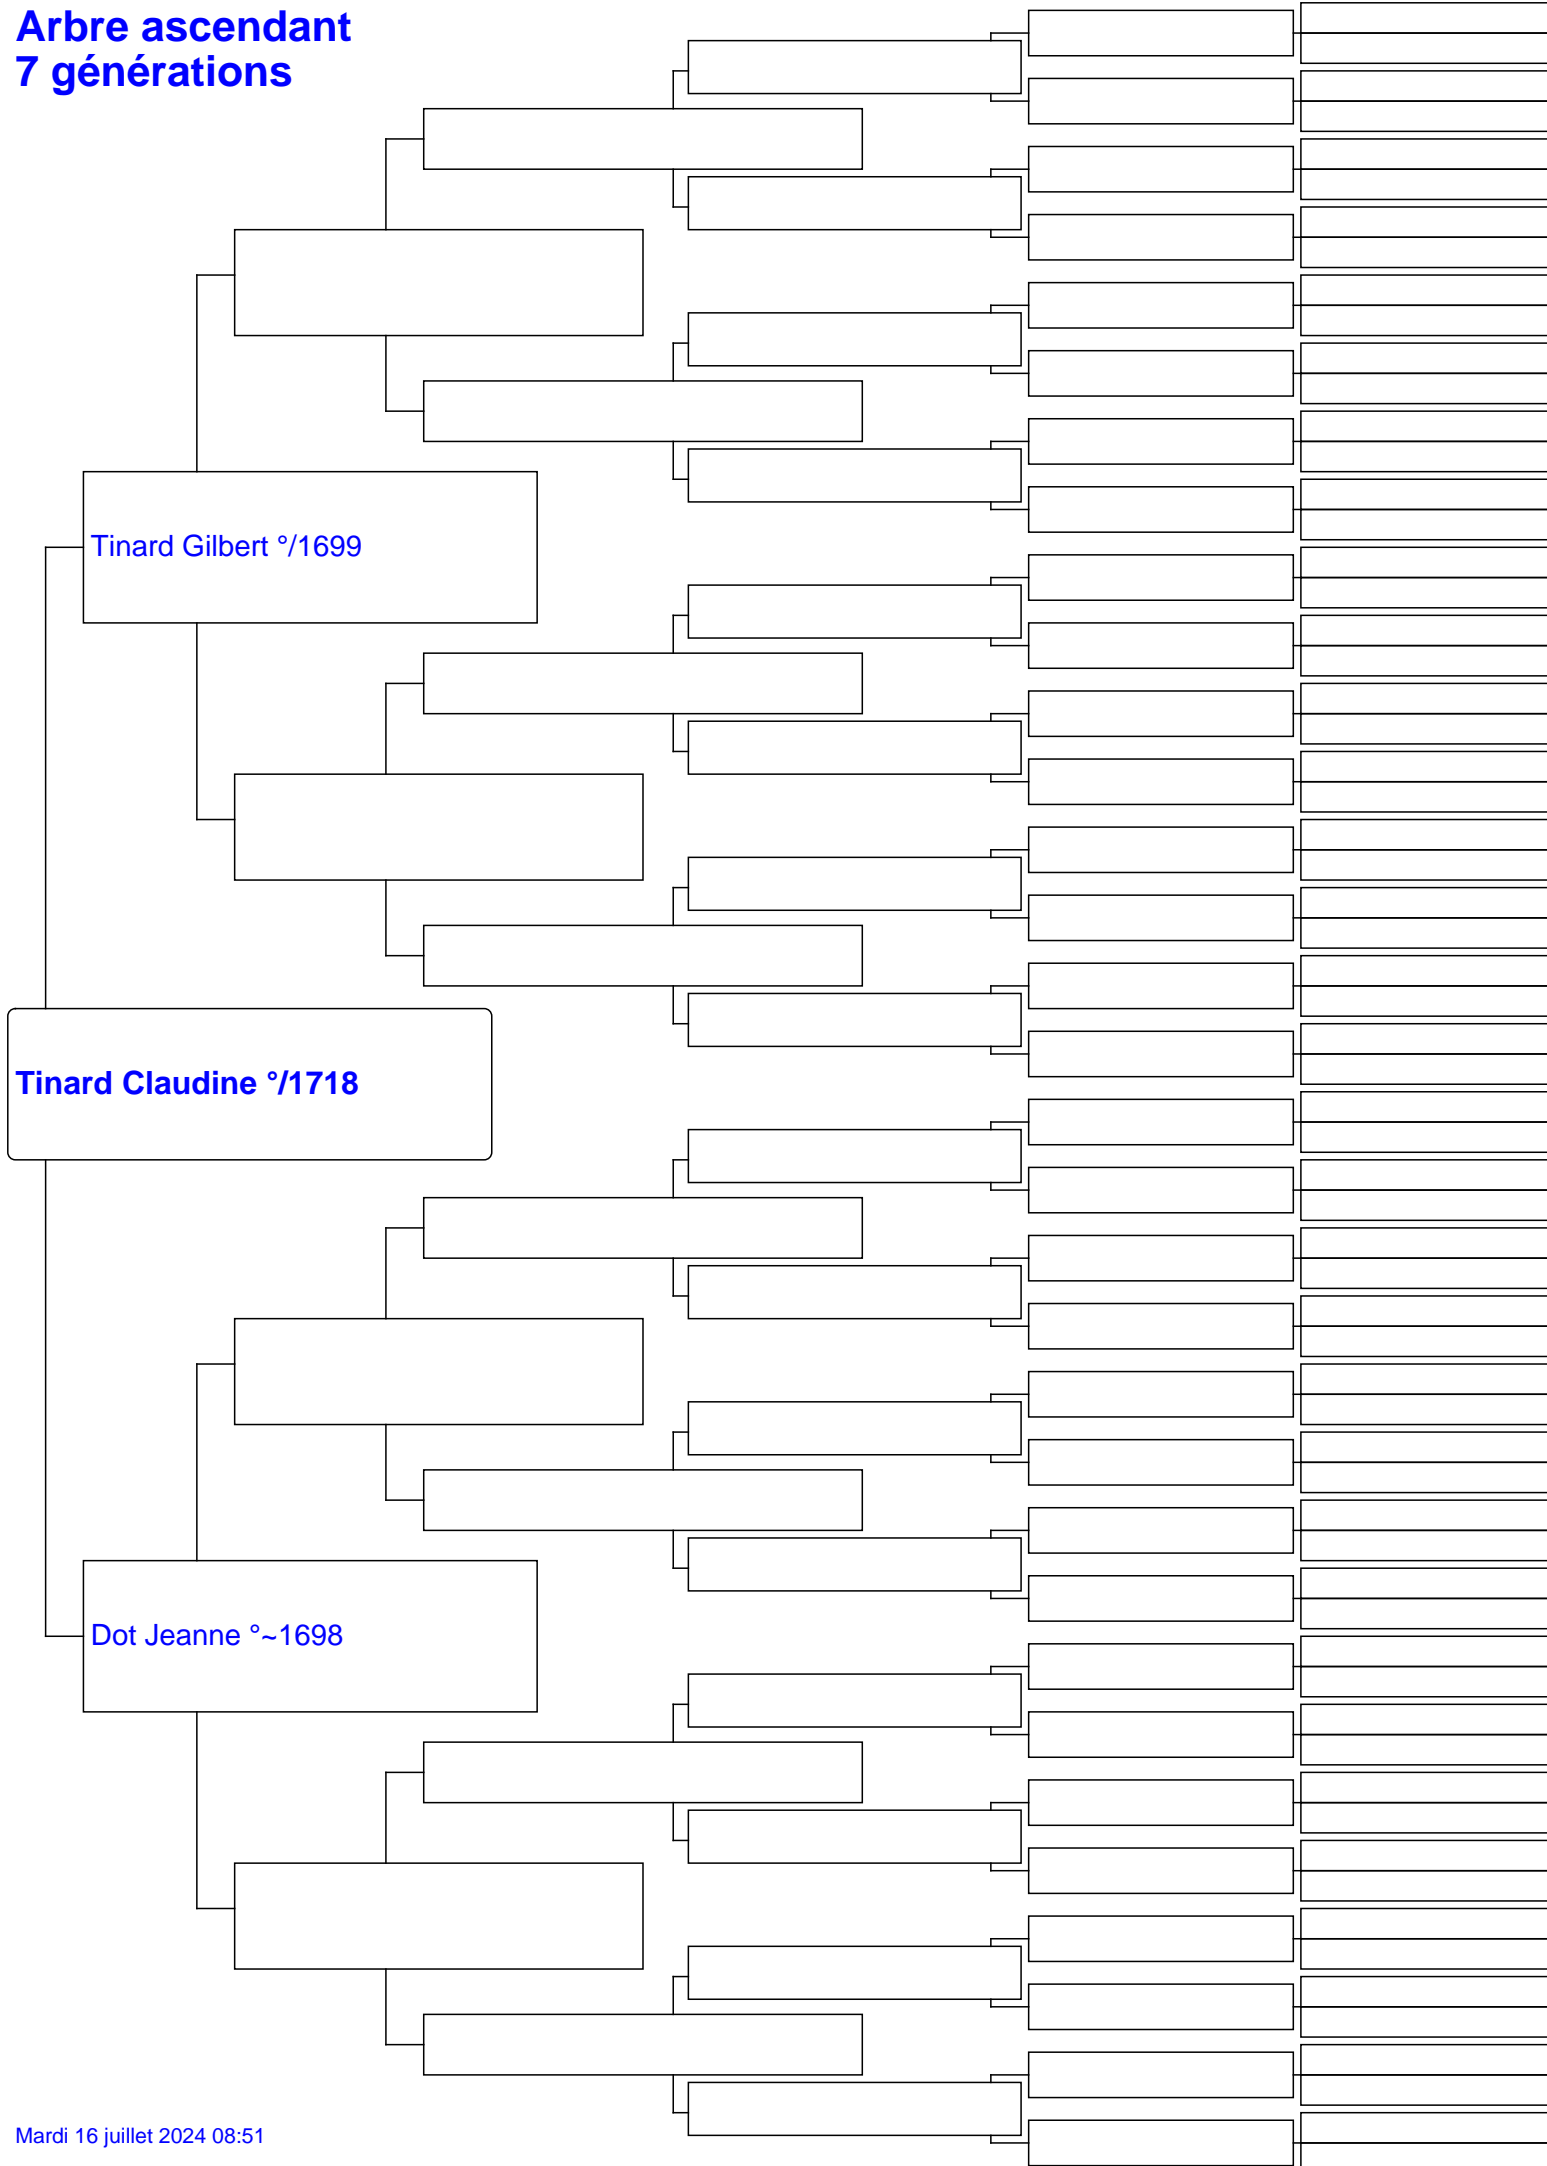 Arbre ascendant
7 générations
Tinard Gilbert °/1699
Tinard Claudine °/1718
Dot Jeanne °~1698
Mardi 16 juillet 2024 08:51